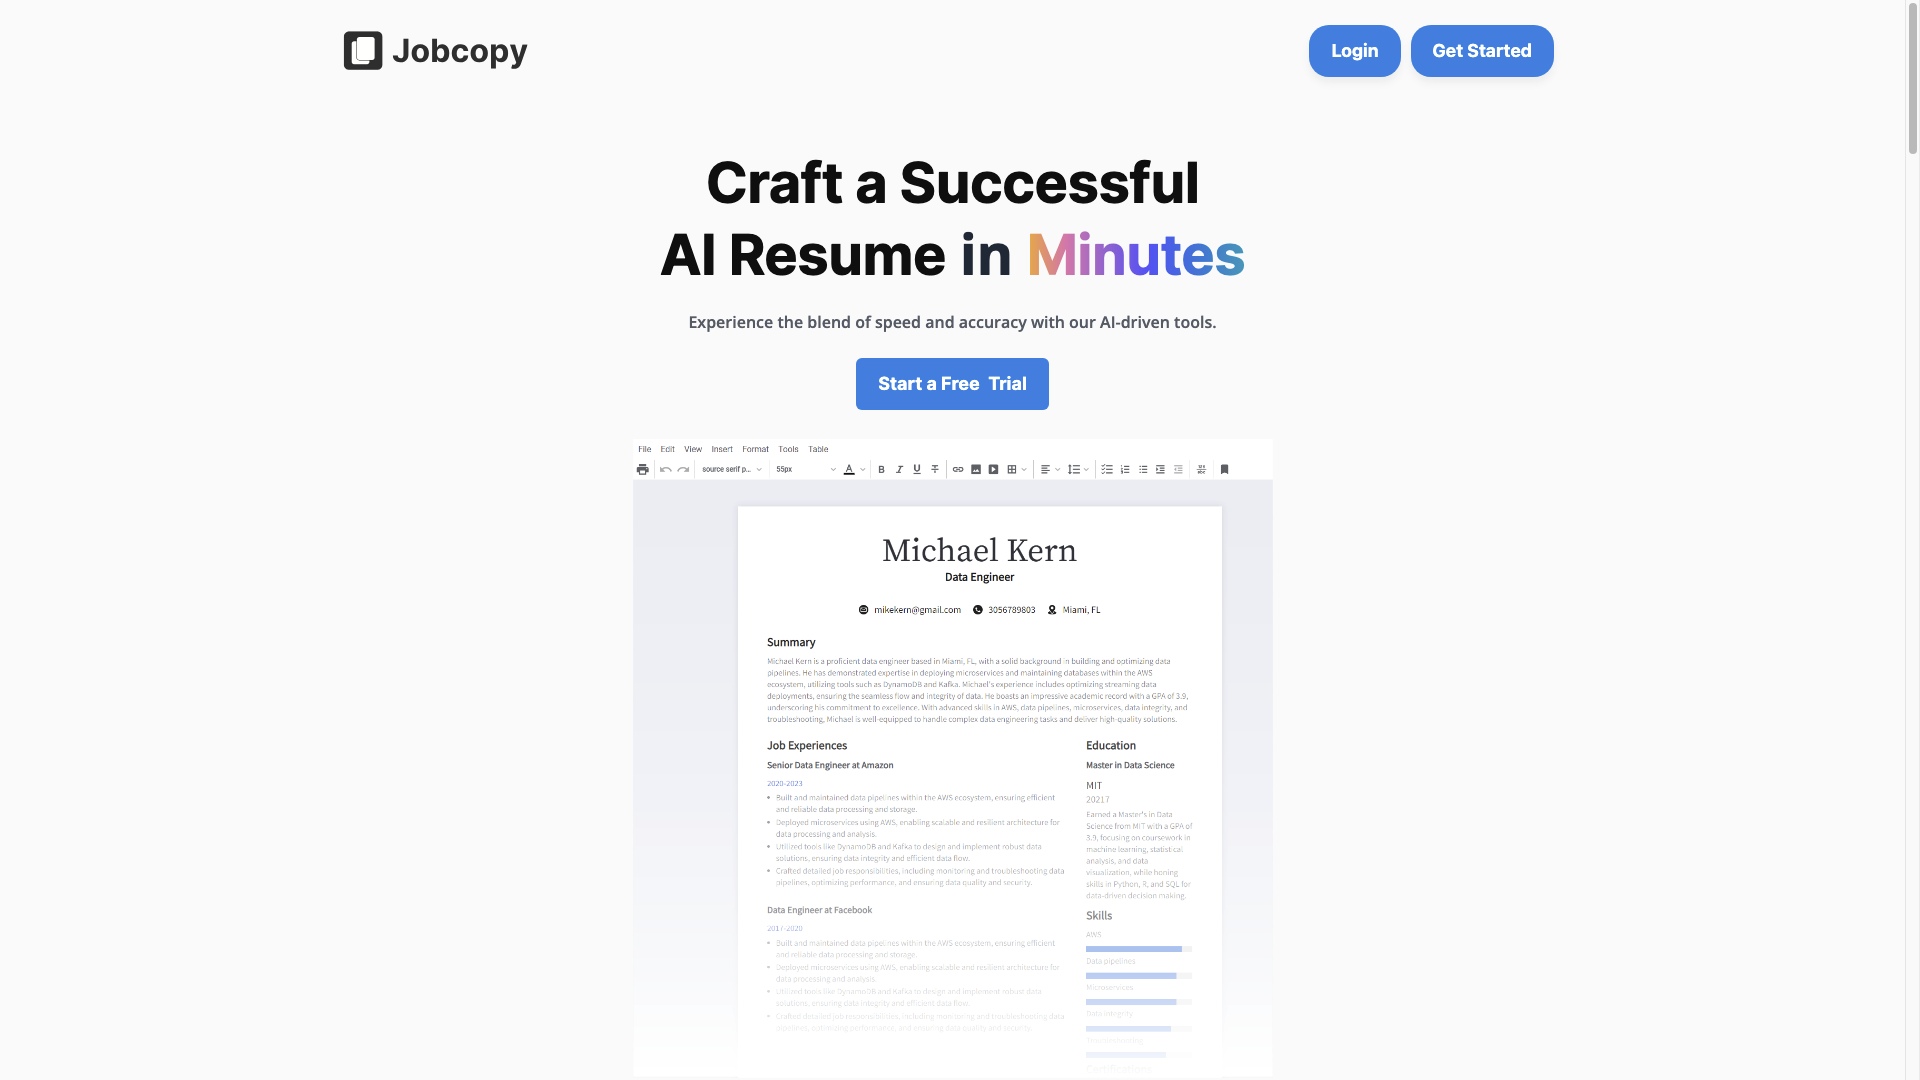 Jobcopy
Login
Get Started
Craft a Successful
AI Resume in Minutes
Experience the blend of speed and accuracy with our AI-driven tools.
Start a Free Trial
File Edit View Insert Format Tools Table
source serif p... 55px
Michael Kern
Data Engineer
mikekern@gmail.com 3056789803 Miami, FL
Summary
Michael Kern is a proficient data engineer based in Miami, FL, with a solid background in building and optimizing data
pipelines. He has demonstrated expertise in deploying microservices and maintaining databases within the AWS
ecosystem, utilizing tools such as DynamoDB and Kafka. Michael's experience includes optimizing streaming data
deployments, ensuring the seamless flow and integrity of data. He boasts an impressive academic record with a GPA of 3.9,
underscoring his commitment to excellence. With advanced skills in AWS, data pipelines, microservices, data integrity, and
troubleshooting, Michael is well-equipped to handle complex data engineering tasks and deliver high-quality solutions.
Job Experiences
Senior Data Engineer at Amazon
2020-2023
• Built and maintained data pipelines within the AWS ecosystem, ensuring efficient
and reliable data processing and storage.
• Deployed microservices using AWS, enabling scalable and resilient architecture for
data processing and analysis.
• Utilized tools like DynamoDB and Kafka to design and implement robust data
solutions, ensuring data integrity and efficient data flow.
• Crafted detailed job responsibilities, including monitoring and troubleshooting data
pipelines, optimizing performance, and ensuring data quality and security.
Data Engineer at Facebook
2017-2020
• Built and maintained data pipelines within the AWS ecosystem, ensuring efficient
and reliable data processing and storage.
• Deployed microservices using AWS, enabling scalable and resilient architecture for
data processing and analysis.
• Utilized tools like DynamoDB and Kafka to design and implement robust data
solutions, ensuring data integrity and efficient data flow.
• Crafted detailed job responsibilities, including monitoring and troubleshooting data
pipelines, optimizing performance, and ensuring data quality and security.
Education
Master in Data Science
MIT
20217
Earned a Master's in Data
Science from MIT with a GPA of
3.9, focusing on coursework in
machine learning, statistical
analysis, and data
visualization, while honing
skills in Python, R, and SQL for
data-driven decision making.
Skills
AWS
Data pipelines
Microservices
Data integrity
Troubleshooting
Certifications